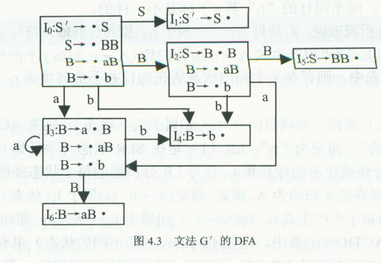 I₀:S'→·S
S→·BB
B→·aB
B→·b
S
I₁:S'→S·
B
I₂:S→B·B
B→·aB
B→·b
B
I₅:S→BB·
a
b
b
a
I₃:B→a·B
B→·aB
B→·b
a
b
I₄:B→b·
B
I₆:B→aB·
图 4.3 文法 G' 的 DFA